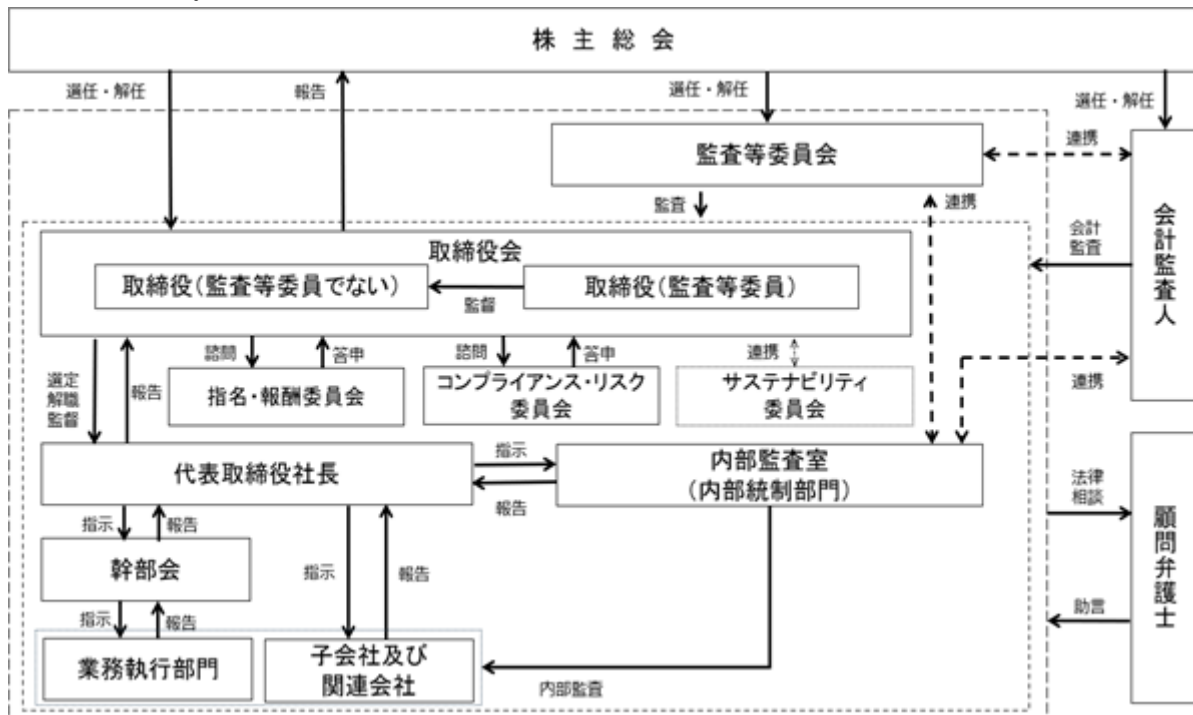 株主総会
選任・解任
報告
選任・解任
選任・解任
監査等委員会
連携
監査
連携
会計監査人
会計
監査
取締役会
取締役(監査等委員でない)
監督
取締役(監査等委員)
諮問
答申
諮問
答申
連携
連携
選定
解職
監督
報告
指名・報酬委員会
コンプライアンス・リスク
委員会
サステナビリティ
委員会
代表取締役社長
指示
報告
内部監査室
(内部統制部門)
法律
相談
顧問弁護士
助言
指示
報告
幹部会
指示
報告
指示
報告
業務執行部門
子会社及び
関連会社
内部監査